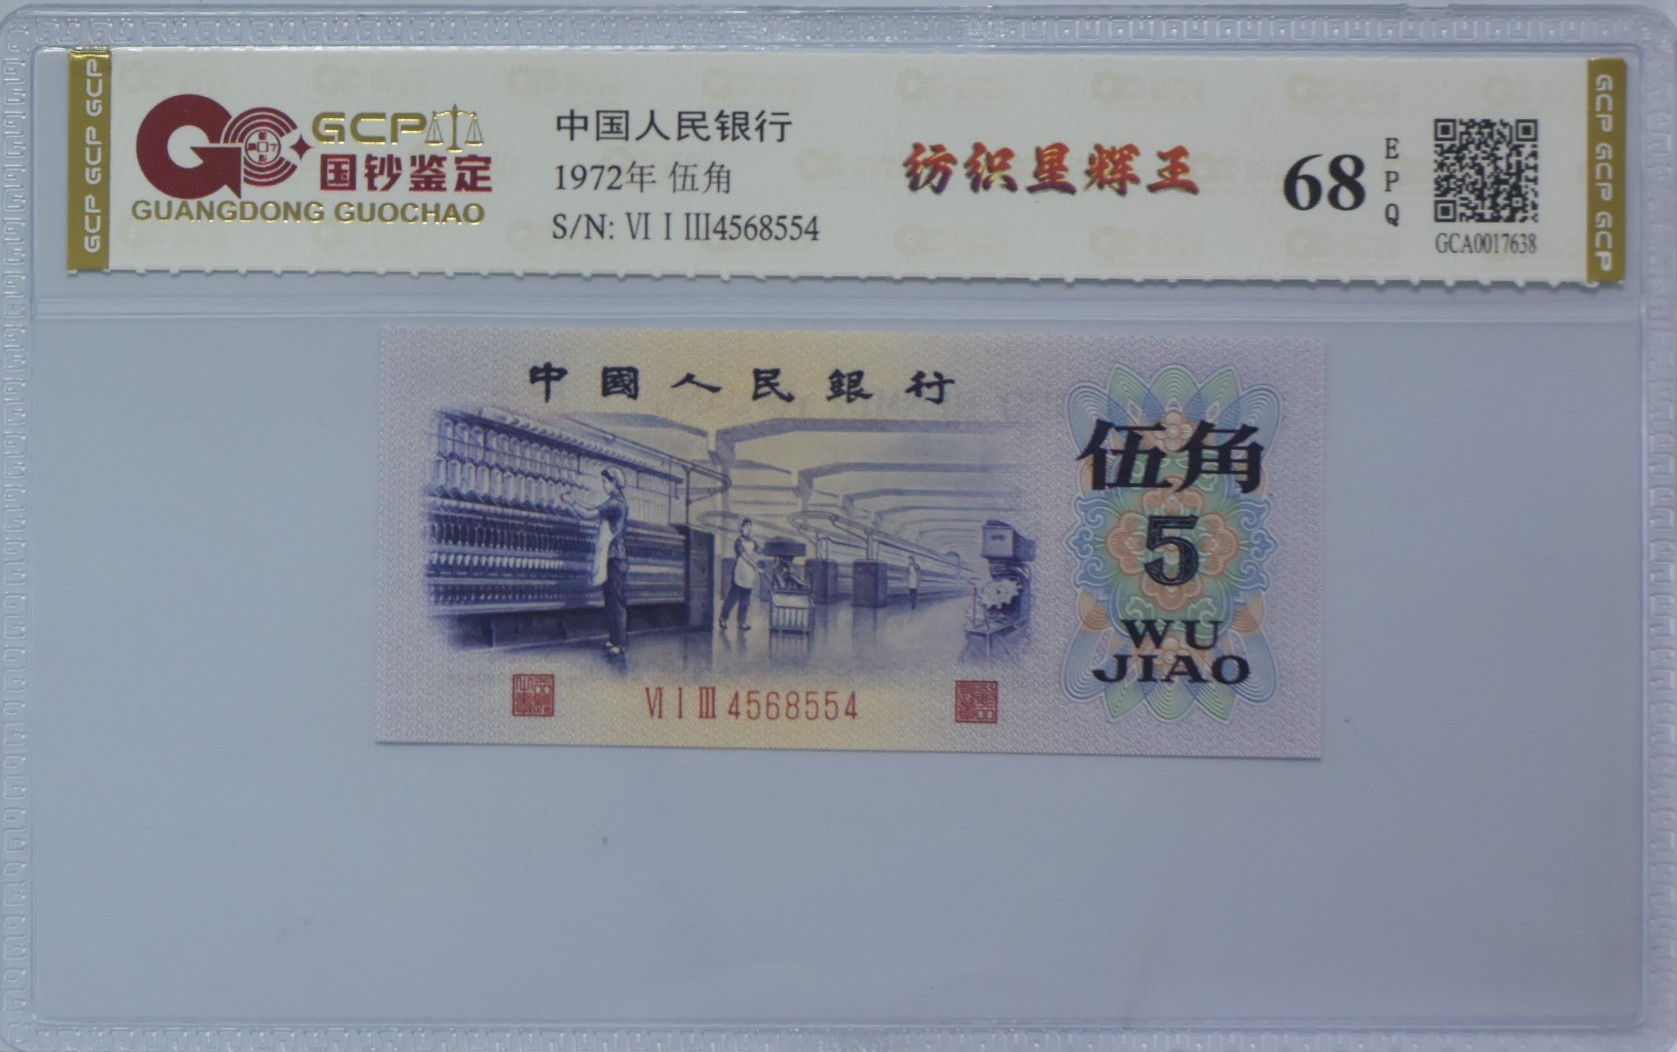 GCP GCP GCP
GCP
国钞鉴定
GUANGDONG GUOCHAO
中国人民银行
1972年 伍角
S/N: Ⅵ Ⅰ Ⅲ4568554
纺织星辉王
68
EPQ
GCA0017638
GCP GCP GCP
中國人民銀行
伍角
5
WU
JIAO
Ⅵ Ⅰ Ⅲ 4568554